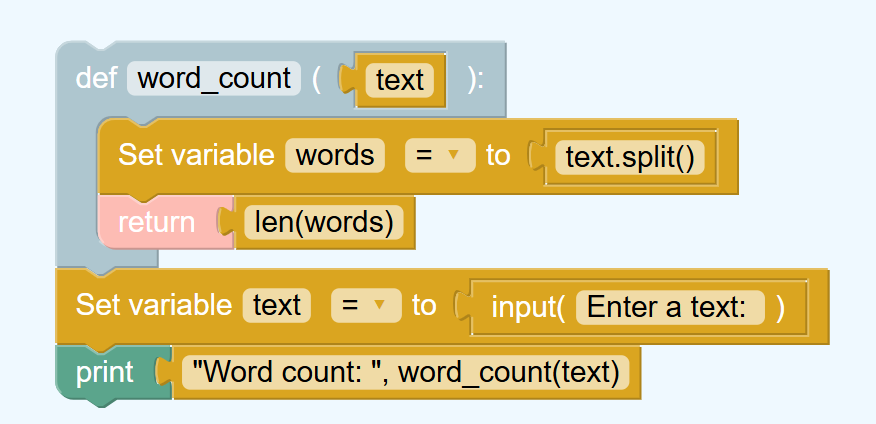 def word_count ( text ):
Set variable words = to text.split()
return len(words)
Set variable text = to input( Enter a text: )
print "Word count: ", word_count(text)